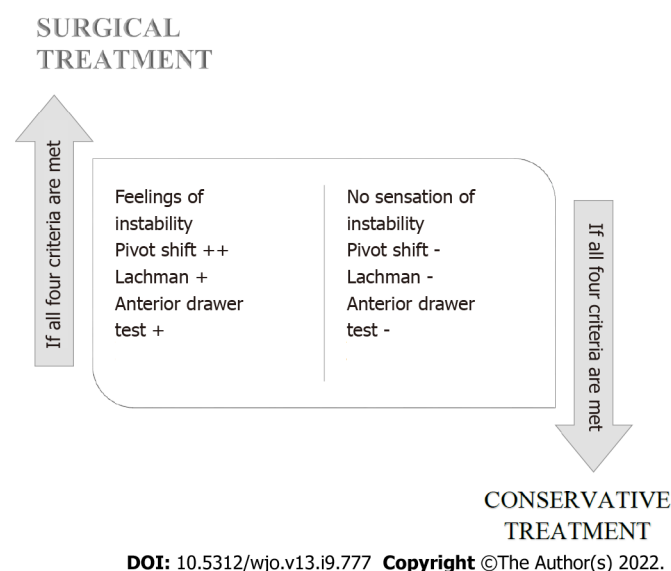 SURGICAL
TREATMENT
If all four criteria are met
Feelings of
instability
Pivot shift ++
Lachman +
Anterior drawer
test +
No sensation of
instability
Pivot shift -
Lachman -
Anterior drawer
test -
If all four criteria are met
CONSERVATIVE
TREATMENT
DOI: 10.5312/wjo.v13.i9.777 Copyright ©The Author(s) 2022.